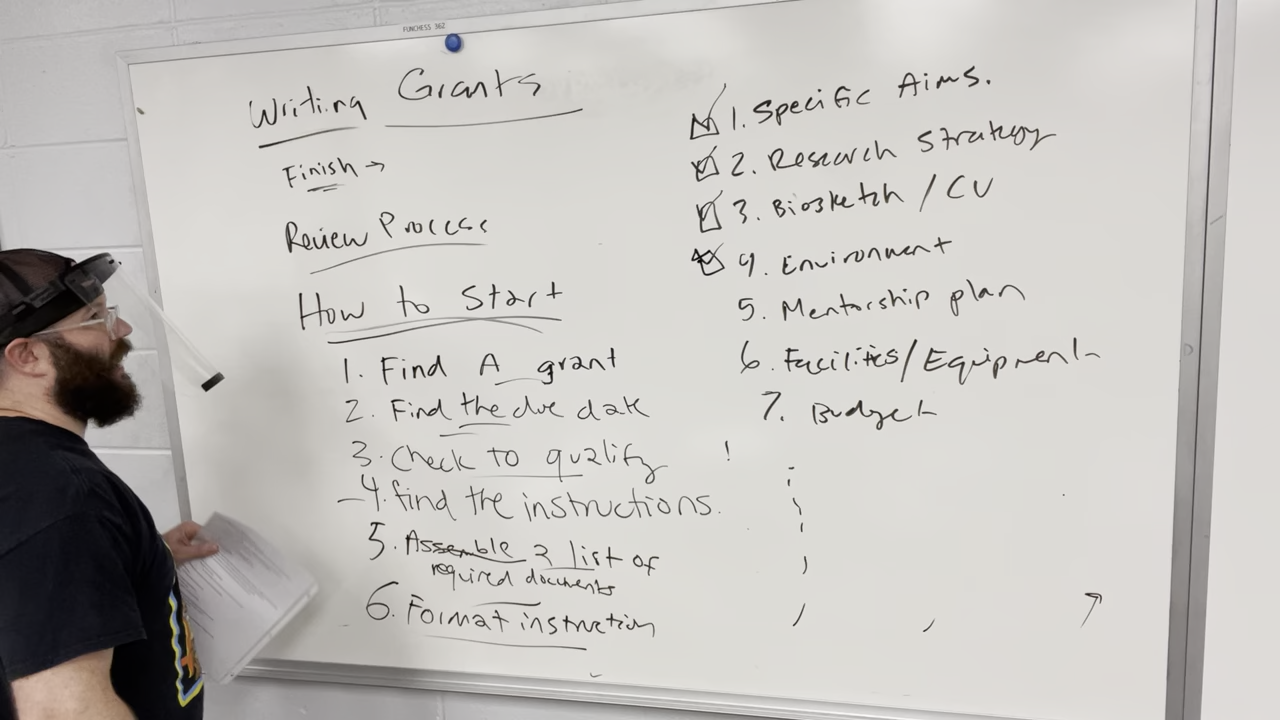 FUNCHESS 362
Writing Grants
Finish →
Review Process
How to Start
1. Find A grant
2. Find the due date
3. Check to qualify
4. find the instructions.
5. Assemble a list of
required documents
6. Format instruction
1. Specific Aims.
2. Research Strategy
3. Biosketch / CV
4. Environment
5. Mentorship plan
6. Facilities/Equipment
7. Budget
!